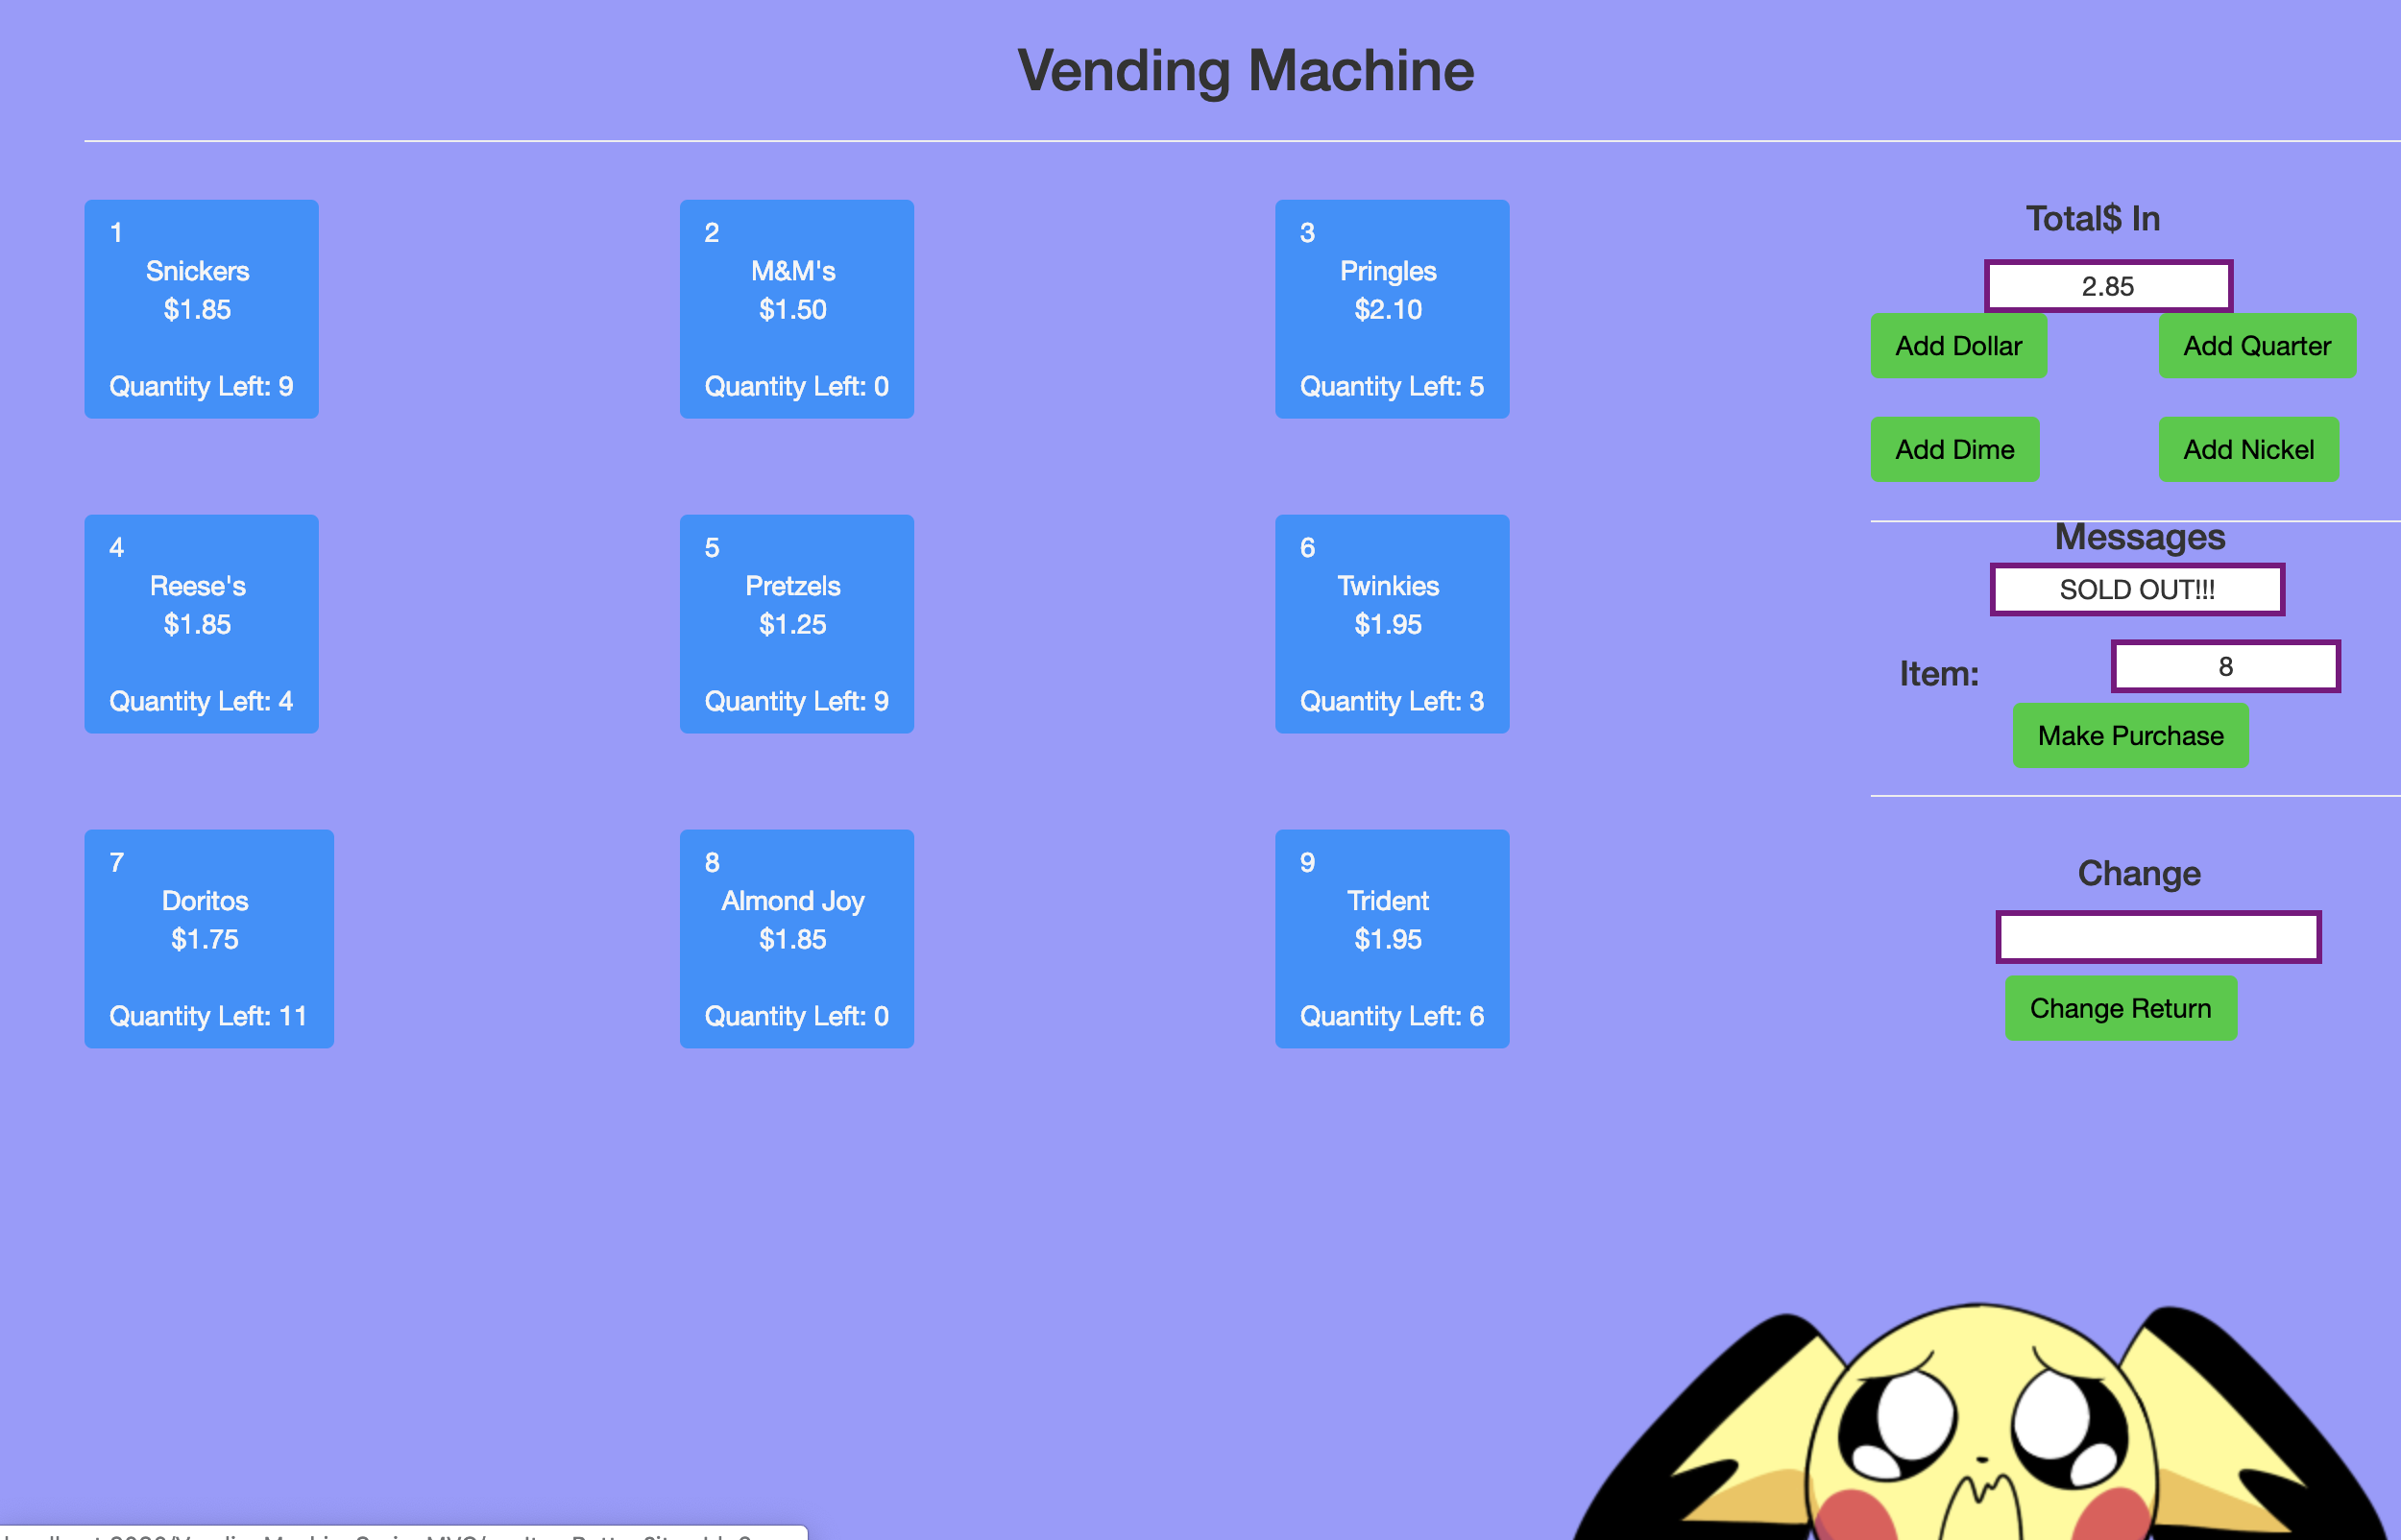 Vending Machine
1
Snickers
$1.85
Quantity Left: 9
2
M&M's
$1.50
Quantity Left: 0
3
Pringles
$2.10
Quantity Left: 5
4
Reese's
$1.85
Quantity Left: 4
5
Pretzels
$1.25
Quantity Left: 9
6
Twinkies
$1.95
Quantity Left: 3
7
Doritos
$1.75
Quantity Left: 11
8
Almond Joy
$1.85
Quantity Left: 0
9
Trident
$1.95
Quantity Left: 6
Total$ In
2.85
Add Dollar
Add Quarter
Add Dime
Add Nickel
Messages
SOLD OUT!!!
Item:
8
Make Purchase
Change
Change Return